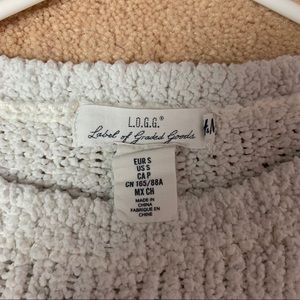 L.O.G.G.®
Label of Graded Goods
H&M
EUR S
US S
CA P
CN 165/88A
MX CH
MADE IN
CHINA
FABRIQUÉ EN
CHINE